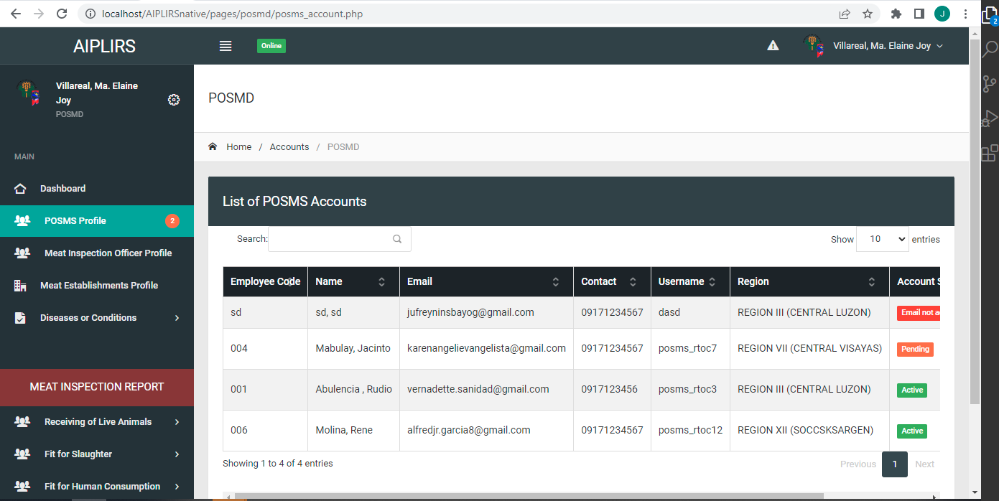 localhost/AIPLIRSnative/pages/posmd/posms_account.php
J
2
AIPLIRS
Online
Villareal, Ma. Elaine Joy
Villareal, Ma. Elaine
Joy
POSMD
MAIN
Dashboard
POSMS Profile
2
Meat Inspection Officer Profile
Meat Establishments Profile
Diseases or Conditions
MEAT INSPECTION REPORT
Receiving of Live Animals
Fit for Slaughter
Fit for Human Consumption
POSMD
Home / Accounts / POSMD
List of POSMS Accounts
Search:
Show 10 entries
Employee Code Name Email Contact Username Region Account S
sd sd, sd jufreyninsbayog@gmail.com 09171234567 dasd REGION III (CENTRAL LUZON) Email not a
004 Mabulay, Jacinto karenangelievangelista@gmail.com 09171234567 posms_rtoc7 REGION VII (CENTRAL VISAYAS) Pending
001 Abulencia , Rudio vernadette.sanidad@gmail.com 0917123456 posms_rtoc3 REGION III (CENTRAL LUZON) Active
006 Molina, Rene alfredjr.garcia8@gmail.com 09171234567 posms_rtoc12 REGION XII (SOCCSKSARGEN) Active
Showing 1 to 4 of 4 entries
Previous 1 Next